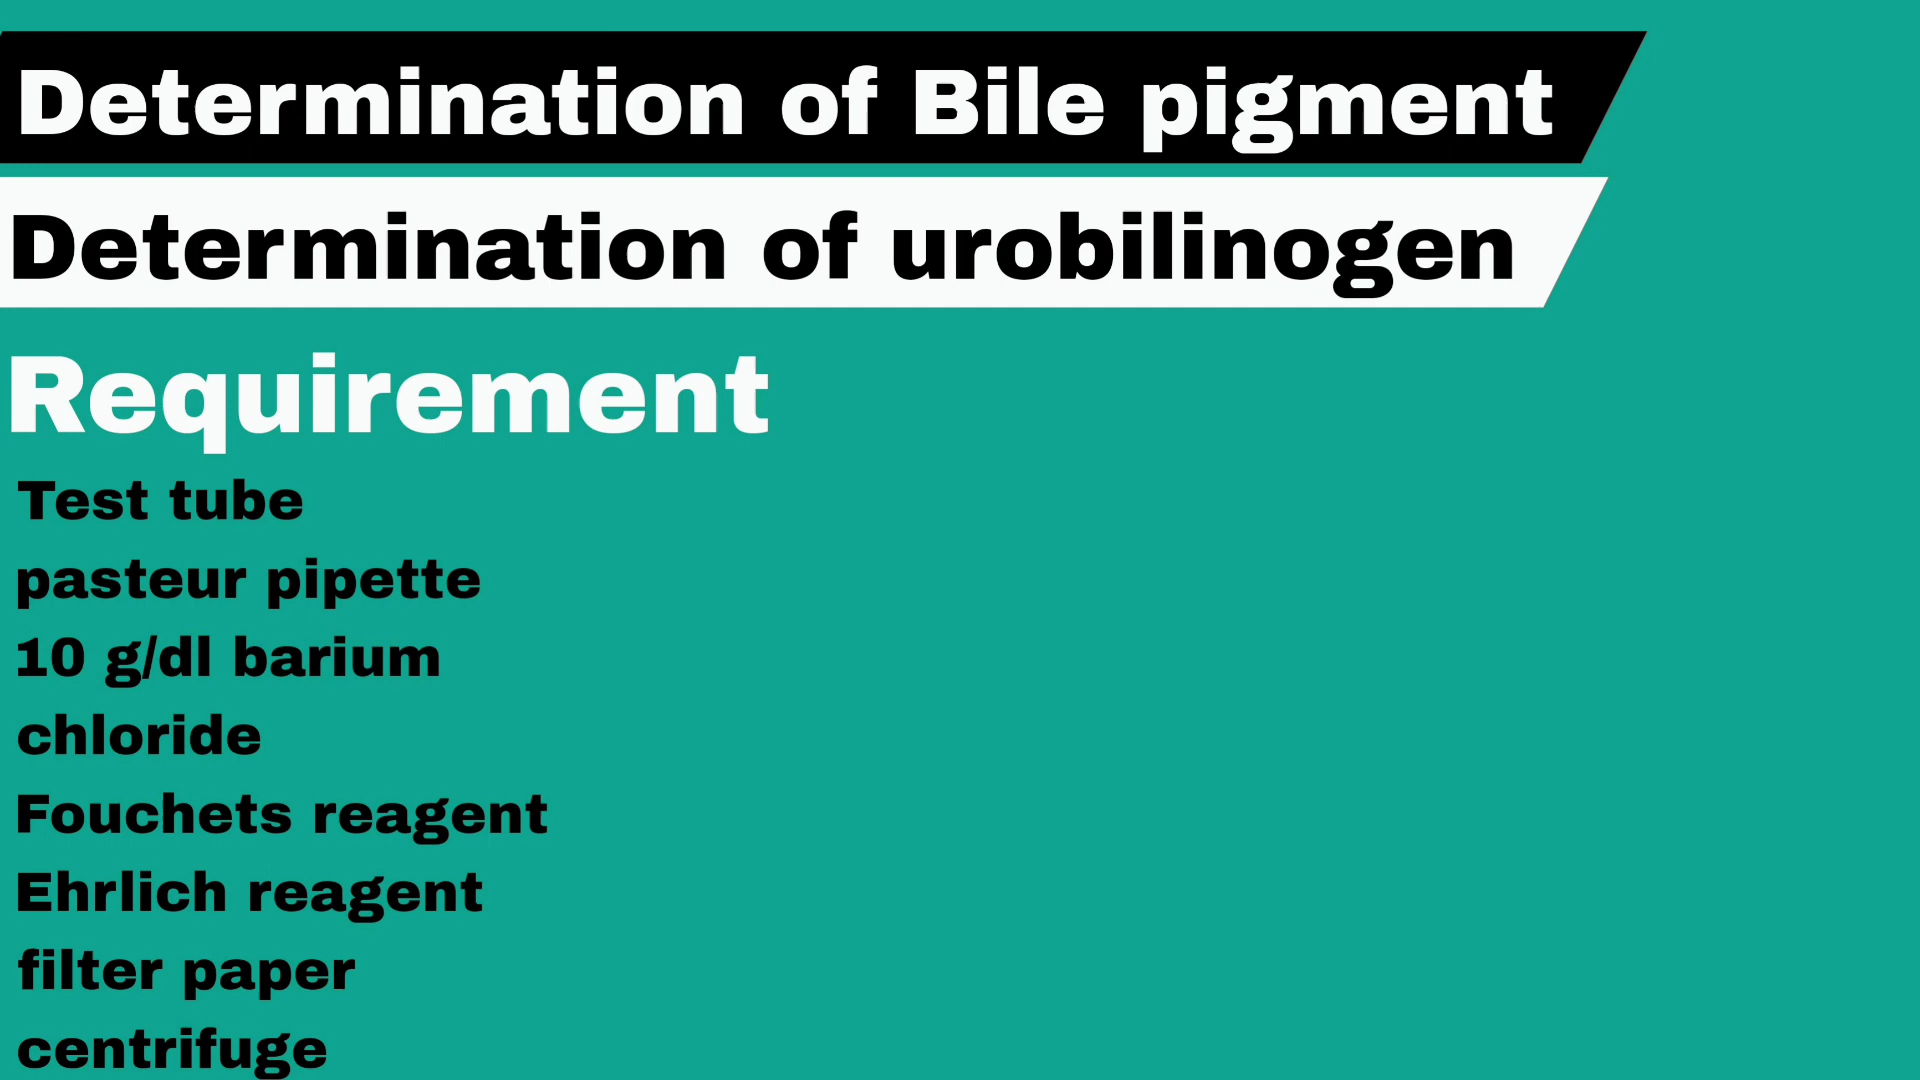 Determination of Bile pigment
Determination of urobilinogen
Requirement
Test tube
pasteur pipette
10 g/dl barium
chloride
Fouchets reagent
Ehrlich reagent
filter paper
centrifuge